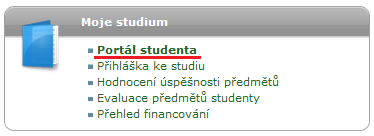 Moje studium
Portál studenta
Přihláška ke studiu
Hodnocení úspěšnosti předmětů
Evaluace předmětů studenty
Přehled financování